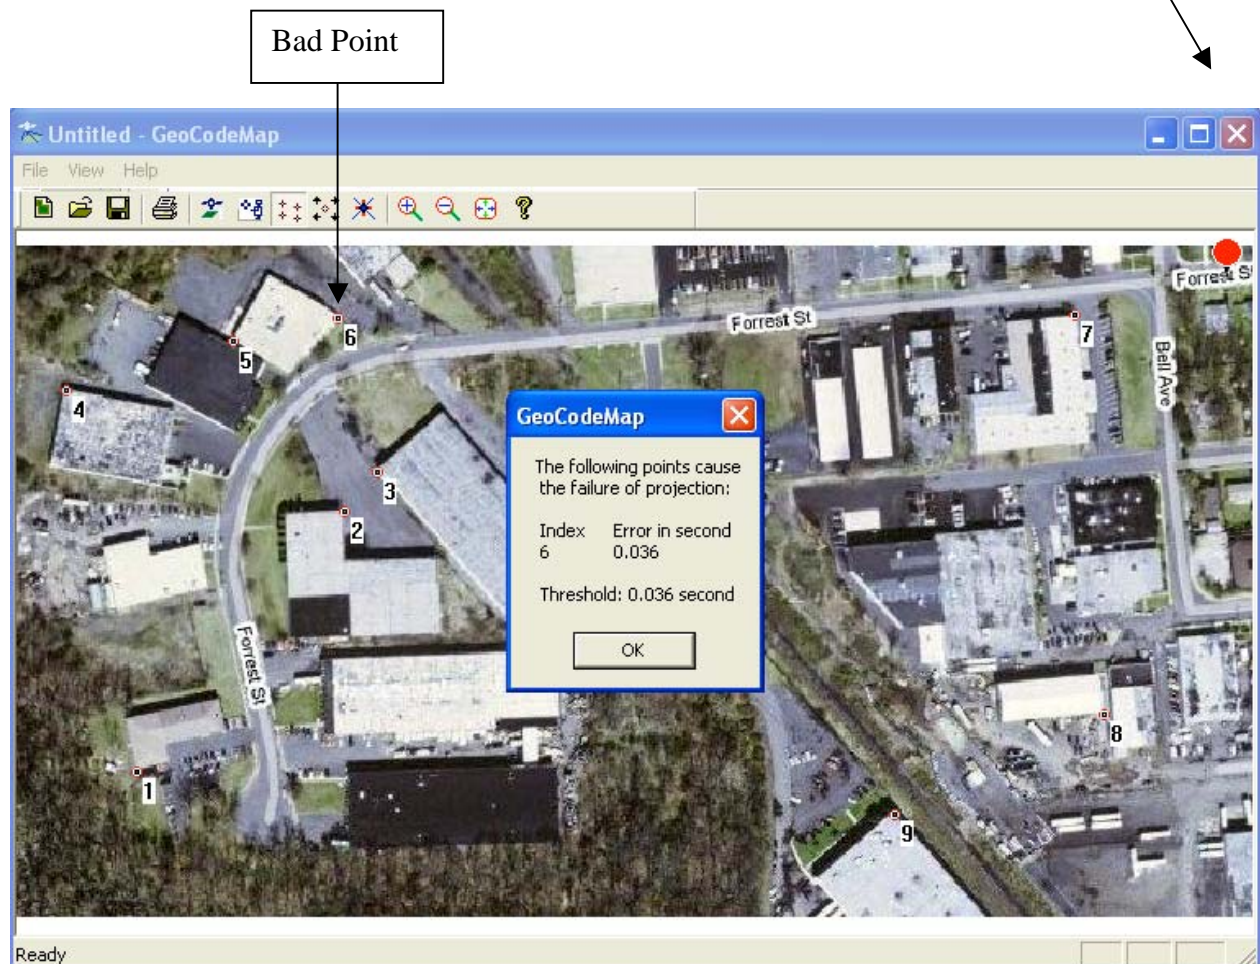 Bad Point
Untitled - GeoCodeMap
File View Help
Forrest S
Forrest St
Bell Ave
6
7
5
4
3
2
GeoCodeMap
The following points cause
the failure of projection:
Index Error in second
6 0.036
Threshold: 0.036 second
OK
Forrest St
8
1
9
Ready